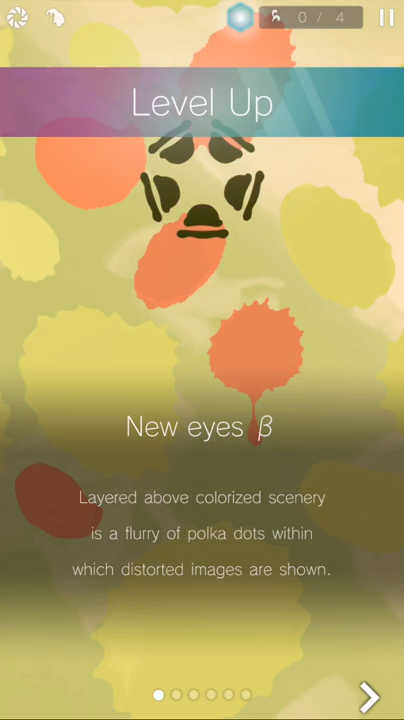 0 / 4
Level Up
New eyes β
Layered above colorized scenery
is a flurry of polka dots within
which distorted images are shown.